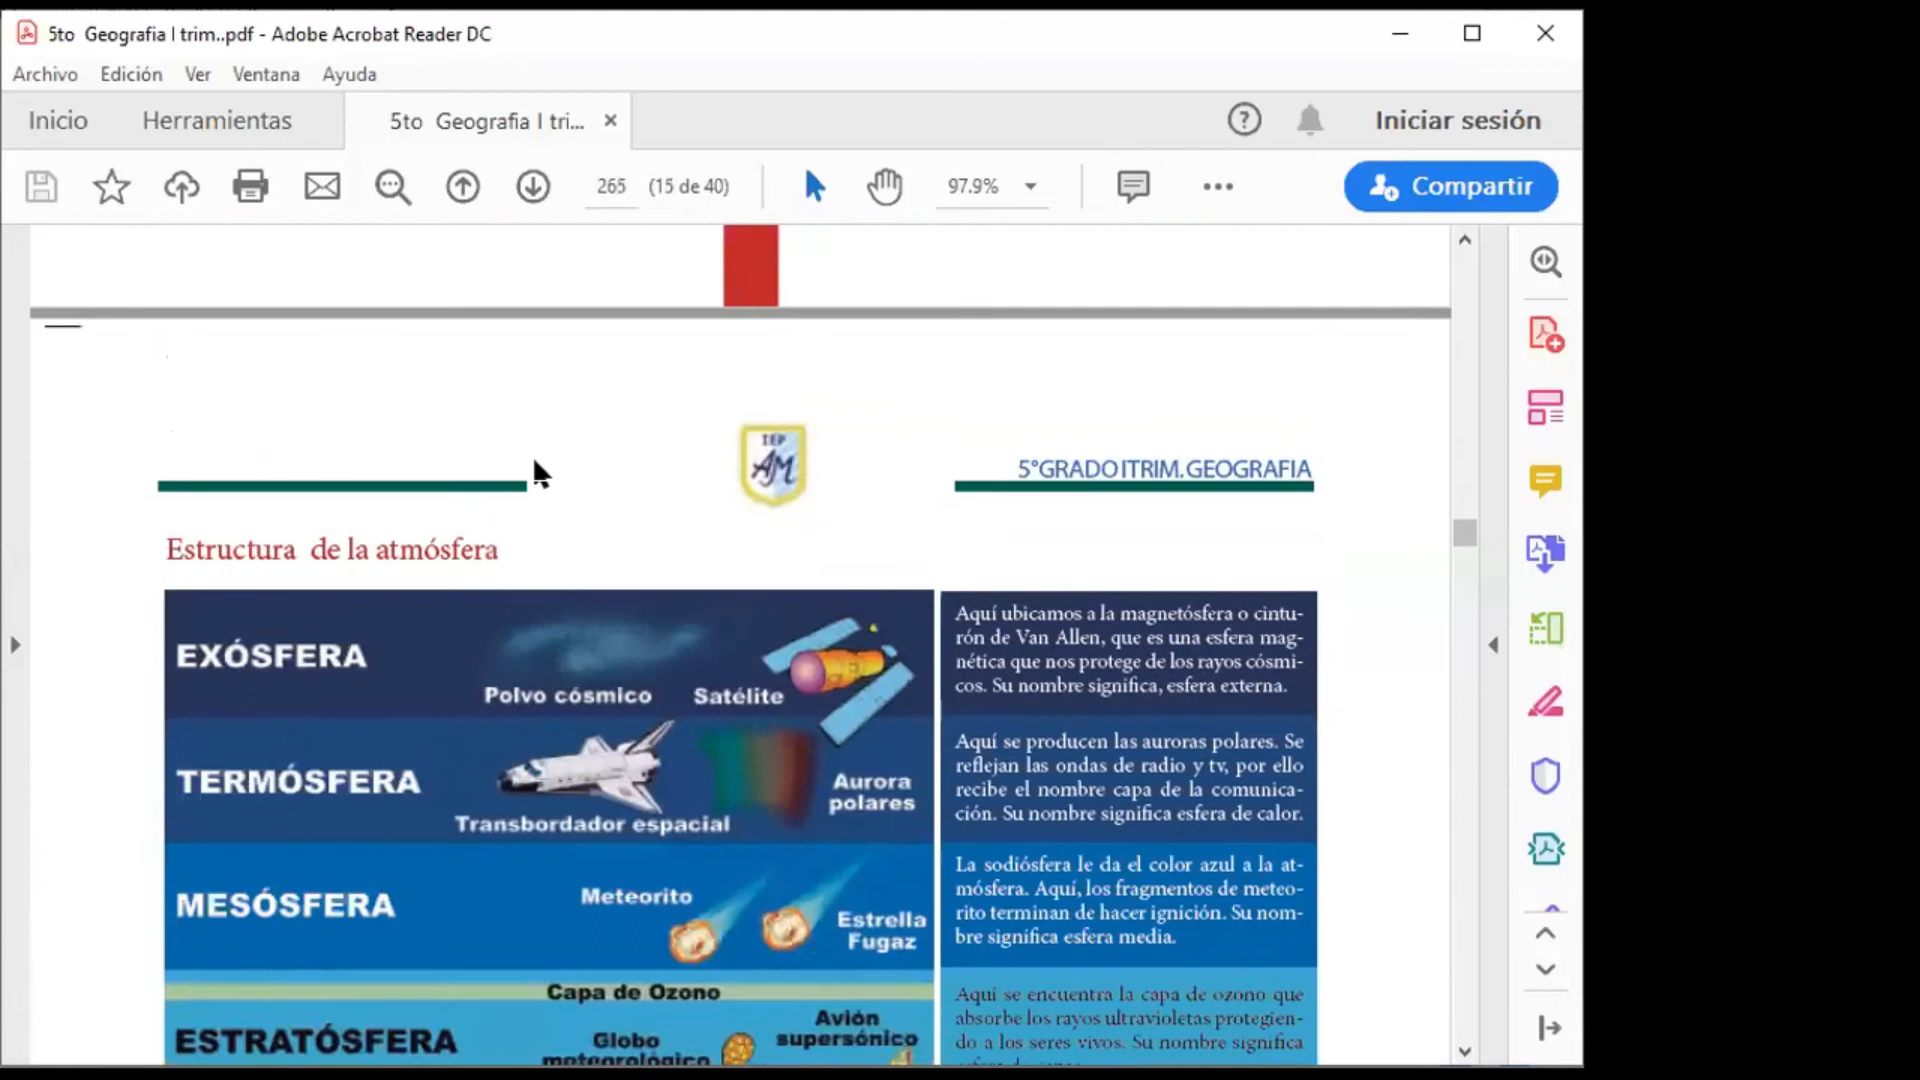 5to Geografia I trim..pdf - Adobe Acrobat Reader DC
Archivo Edición Ver Ventana Ayuda
Inicio Herramientas 5to Geografia I tri... Iniciar sesión
265 (15 de 40) 97.9% Compartir
IEP
AM
5°GRADOITRIM.GEOGRAFIA
Estructura de la atmósfera
EXÓSFERA
Polvo cósmico Satélite
Aquí ubicamos a la magnetósfera o cintu-
rón de Van Allen, que es una esfera mag-
nética que nos protege de los rayos cósmi-
cos. Su nombre significa, esfera externa.
TERMÓSFERA
Transbordador espacial
Aurora
polares
Aquí se producen las auroras polares. Se
reflejan las ondas de radio y tv, por ello
recibe el nombre capa de la comunica-
ción. Su nombre significa esfera de calor.
MESÓSFERA
Meteorito
Estrella
Fugaz
La sodiósfera le da el color azul a la at-
mósfera. Aquí, los fragmentos de meteo-
rito terminan de hacer ignición. Su nom-
bre significa esfera media.
Capa de Ozono
ESTRATÓSFERA
Globo
meteorológico
Avión
supersónico
Aquí se encuentra la capa de ozono que
absorbe los rayos ultravioletas protegien-
do a los seres vivos. Su nombre significa